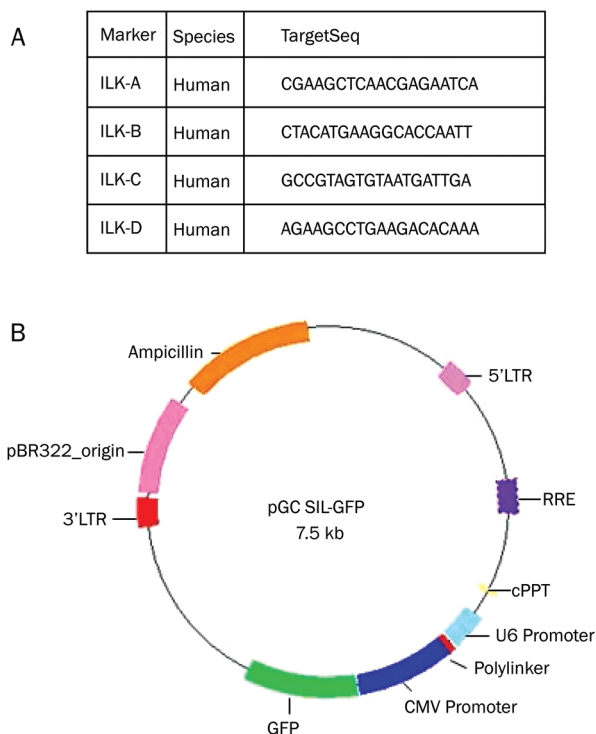 A
Marker Species TargetSeq
ILK-A Human CGAAGCTCAACGAGAATCA
ILK-B Human CTACATGAAGGCACCAATT
ILK-C Human GCCGTAGTGTAATGATTGA
ILK-D Human AGAAGCCTGAAGACACAAA
B
Ampicillin
5'LTR
pBR322_origin
RRE
3'LTR
pGC SIL-GFP
7.5 kb
cPPT
U6 Promoter
Polylinker
CMV Promoter
GFP